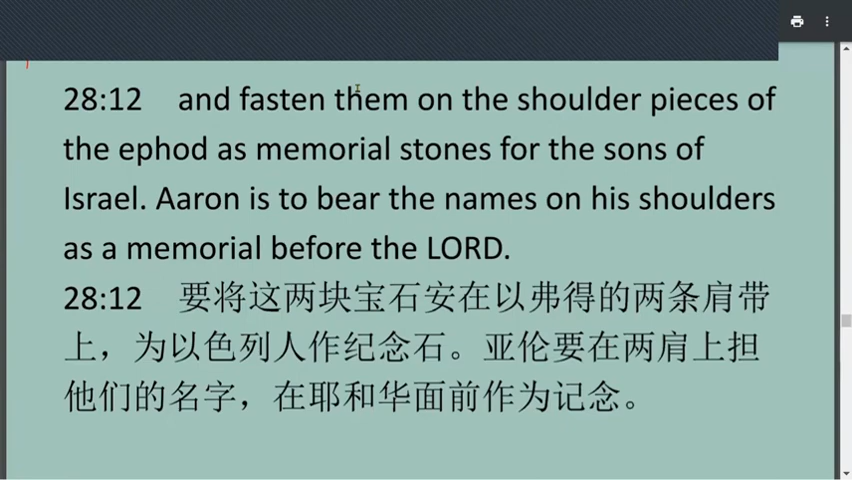 28:12 and fasten them on the shoulder pieces of
the ephod as memorial stones for the sons of
Israel. Aaron is to bear the names on his shoulders
as a memorial before the LORD.
28:12 要将这两块宝石安在以弗得的两条肩带
上，为以色列人作纪念石。亚伦要在两肩上担
他们的名字，在耶和华面前作为记念。